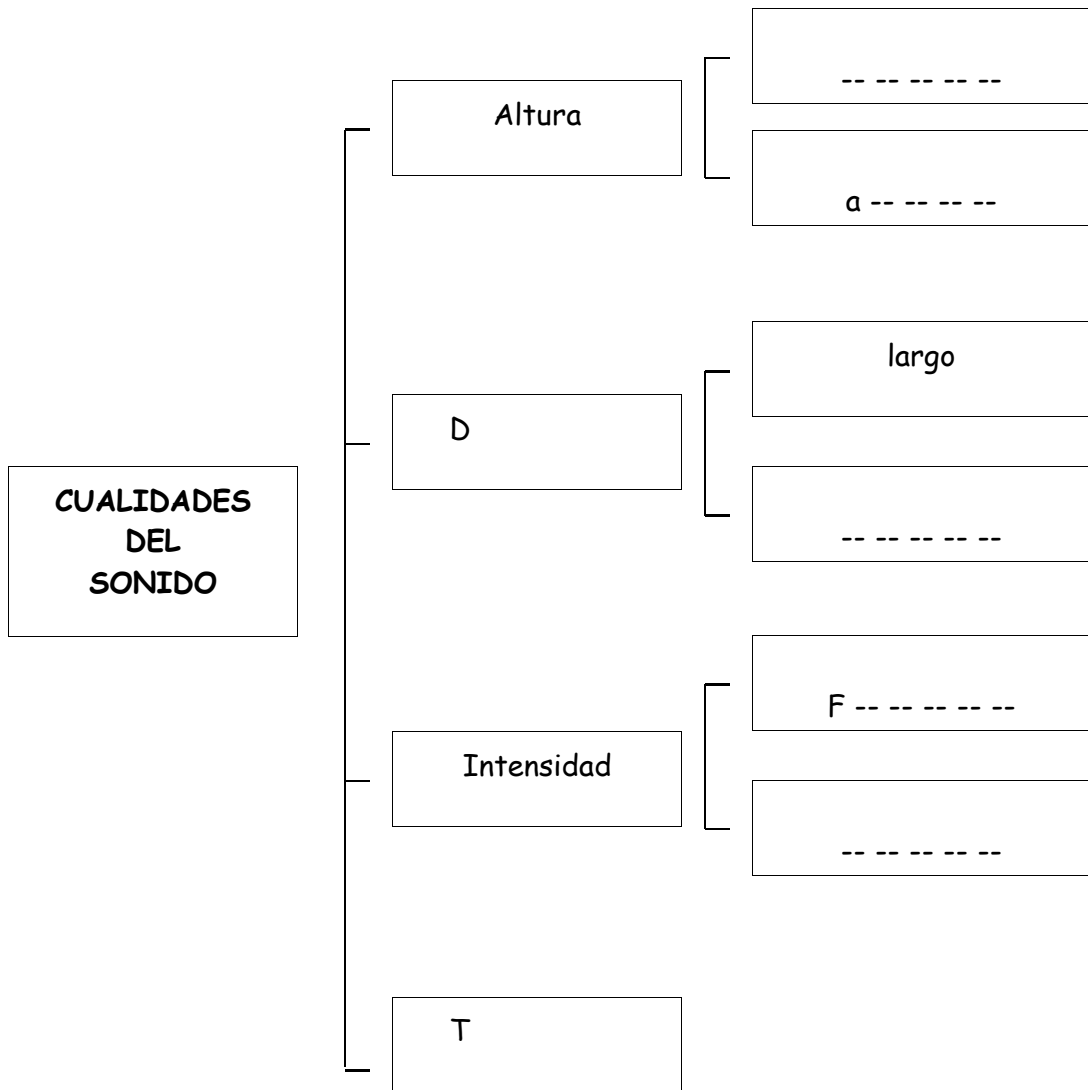 -- -- -- -- --
Altura
a -- -- -- --
largo
D
CUALIDADES
DEL
SONIDO
-- -- -- -- --
F -- -- -- -- --
Intensidad
-- -- -- -- --
T